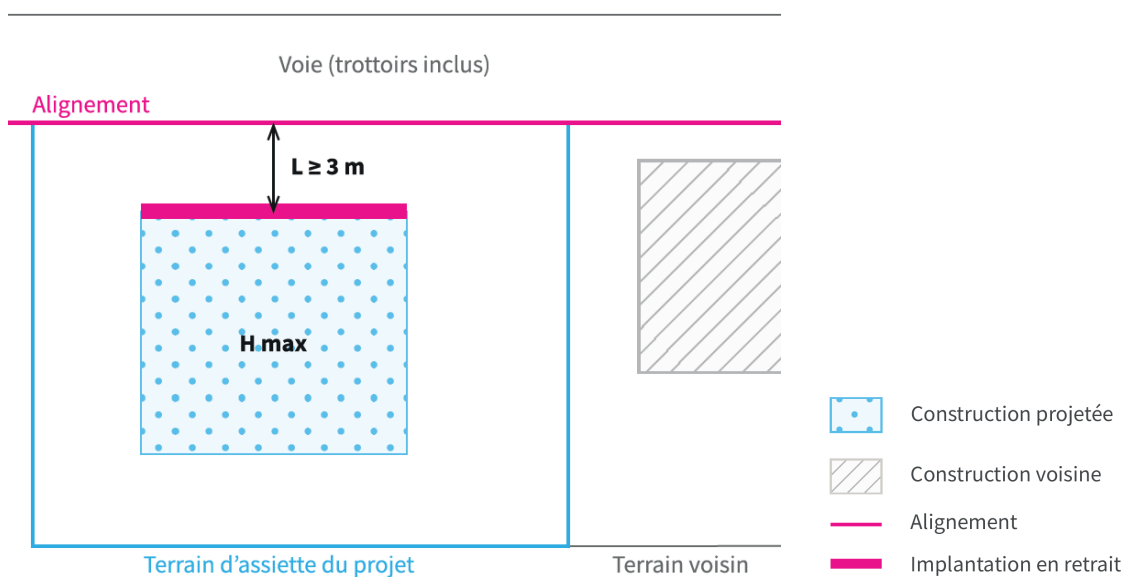 Voie (trottoirs inclus)
Alignement
L ≥ 3 m
H max
Terrain d’assiette du projet
Terrain voisin
Construction projetée
Construction voisine
Alignement
Implantation en retrait